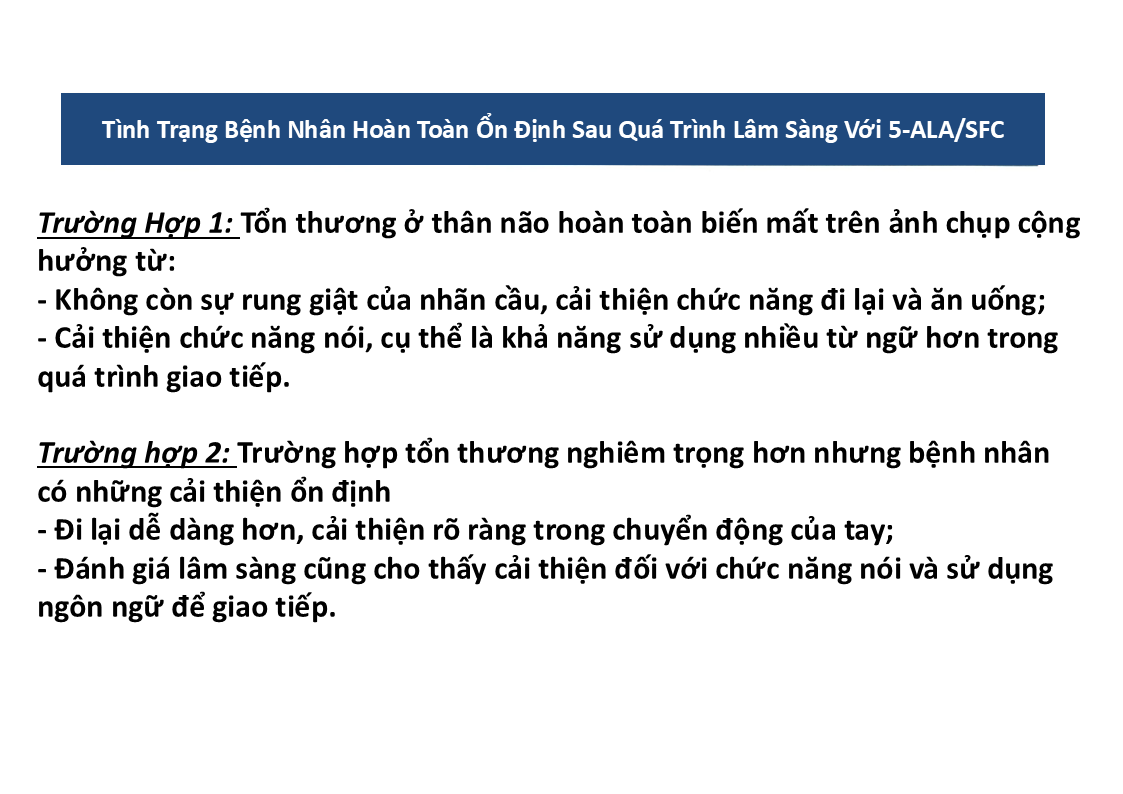 Tình Trạng Bệnh Nhân Hoàn Toàn Ổn Định Sau Quá Trình Lâm Sàng Với 5-ALA/SFC
Trường Hợp 1: Tổn thương ở thân não hoàn toàn biến mất trên ảnh chụp cộng
hưởng từ:
- Không còn sự rung giật của nhãn cầu, cải thiện chức năng đi lại và ăn uống;
- Cải thiện chức năng nói, cụ thể là khả năng sử dụng nhiều từ ngữ hơn trong
quá trình giao tiếp.
Trường hợp 2: Trường hợp tổn thương nghiêm trọng hơn nhưng bệnh nhân
có những cải thiện ổn định
- Đi lại dễ dàng hơn, cải thiện rõ ràng trong chuyển động của tay;
- Đánh giá lâm sàng cũng cho thấy cải thiện đối với chức năng nói và sử dụng
ngôn ngữ để giao tiếp.